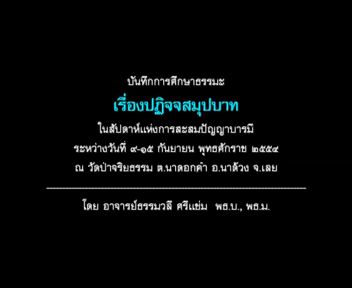 บันทึกการศึกษาธรรมะ
เรื่องปฏิจจสมุปบาท
ในสัปดาห์แห่งการสะสมปัญญาบารมี
ระหว่างวันที่ ๙-๑๕ กันยายน พุทธศักราช ๒๕๕๔
ณ วัดป่าจริยธรรม ต.นาดอกคำ อ.นาด้วง จ.เลย
โดย อาจารย์ธรรมวลี ศรีแช่ม พธ.บ., พธ.ม.